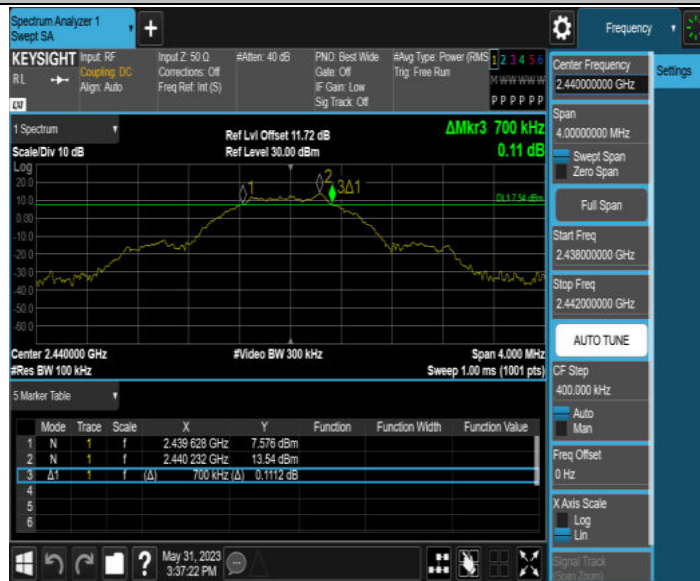 Spectrum Analyzer 1
Swept SA
+
Frequency
KEYSIGHT
RL
LXI
Input: RF
Coupling: DC
Align: Auto
Input Z: 50 Ω
Corrections: Off
Freq Ref: Int (S)
#Atten: 40 dB
PNO: Best Wide
Gate: Off
IF Gain: Low
Sig Track: Off
#Avg Type: Power (RMS
Trig: Free Run
1 2 3 4 5 6
M W W W W W
P P P P P P
Center Frequency
2.440000000 GHz
Settings
Span
4.00000000 MHz
Swept Span
Zero Span
Full Span
Start Freq
2.438000000 GHz
Stop Freq
2.442000000 GHz
AUTO TUNE
CF Step
400.000 kHz
Auto
Man
Freq Offset
0 Hz
X Axis Scale
Log
Lin
Signal Track
(Span Zoom)
1 Spectrum
Scale/Div 10 dB
Ref Lvl Offset 11.72 dB
Ref Level 30.00 dBm
ΔMkr3 700 kHz
0.11 dB
Log
20.0
10.0
0.00
-10.0
-20.0
-30.0
-40.0
-50.0
-60.0
1
2
3Δ1
DL1 7.54 dBm
Center 2.440000 GHz
#Video BW 300 kHz
Span 4.000 MHz
#Res BW 100 kHz
Sweep 1.00 ms (1001 pts)
5 Marker Table
Mode Trace Scale X Y Function Function Width Function Value
1 N 1 f 2.439 628 GHz 7.576 dBm
2 N 1 f 2.440 232 GHz 13.54 dBm
3 Δ1 1 f (Δ) 700 kHz (Δ) 0.1112 dB
4
5
6
?
May 31, 2023
3:37:22 PM